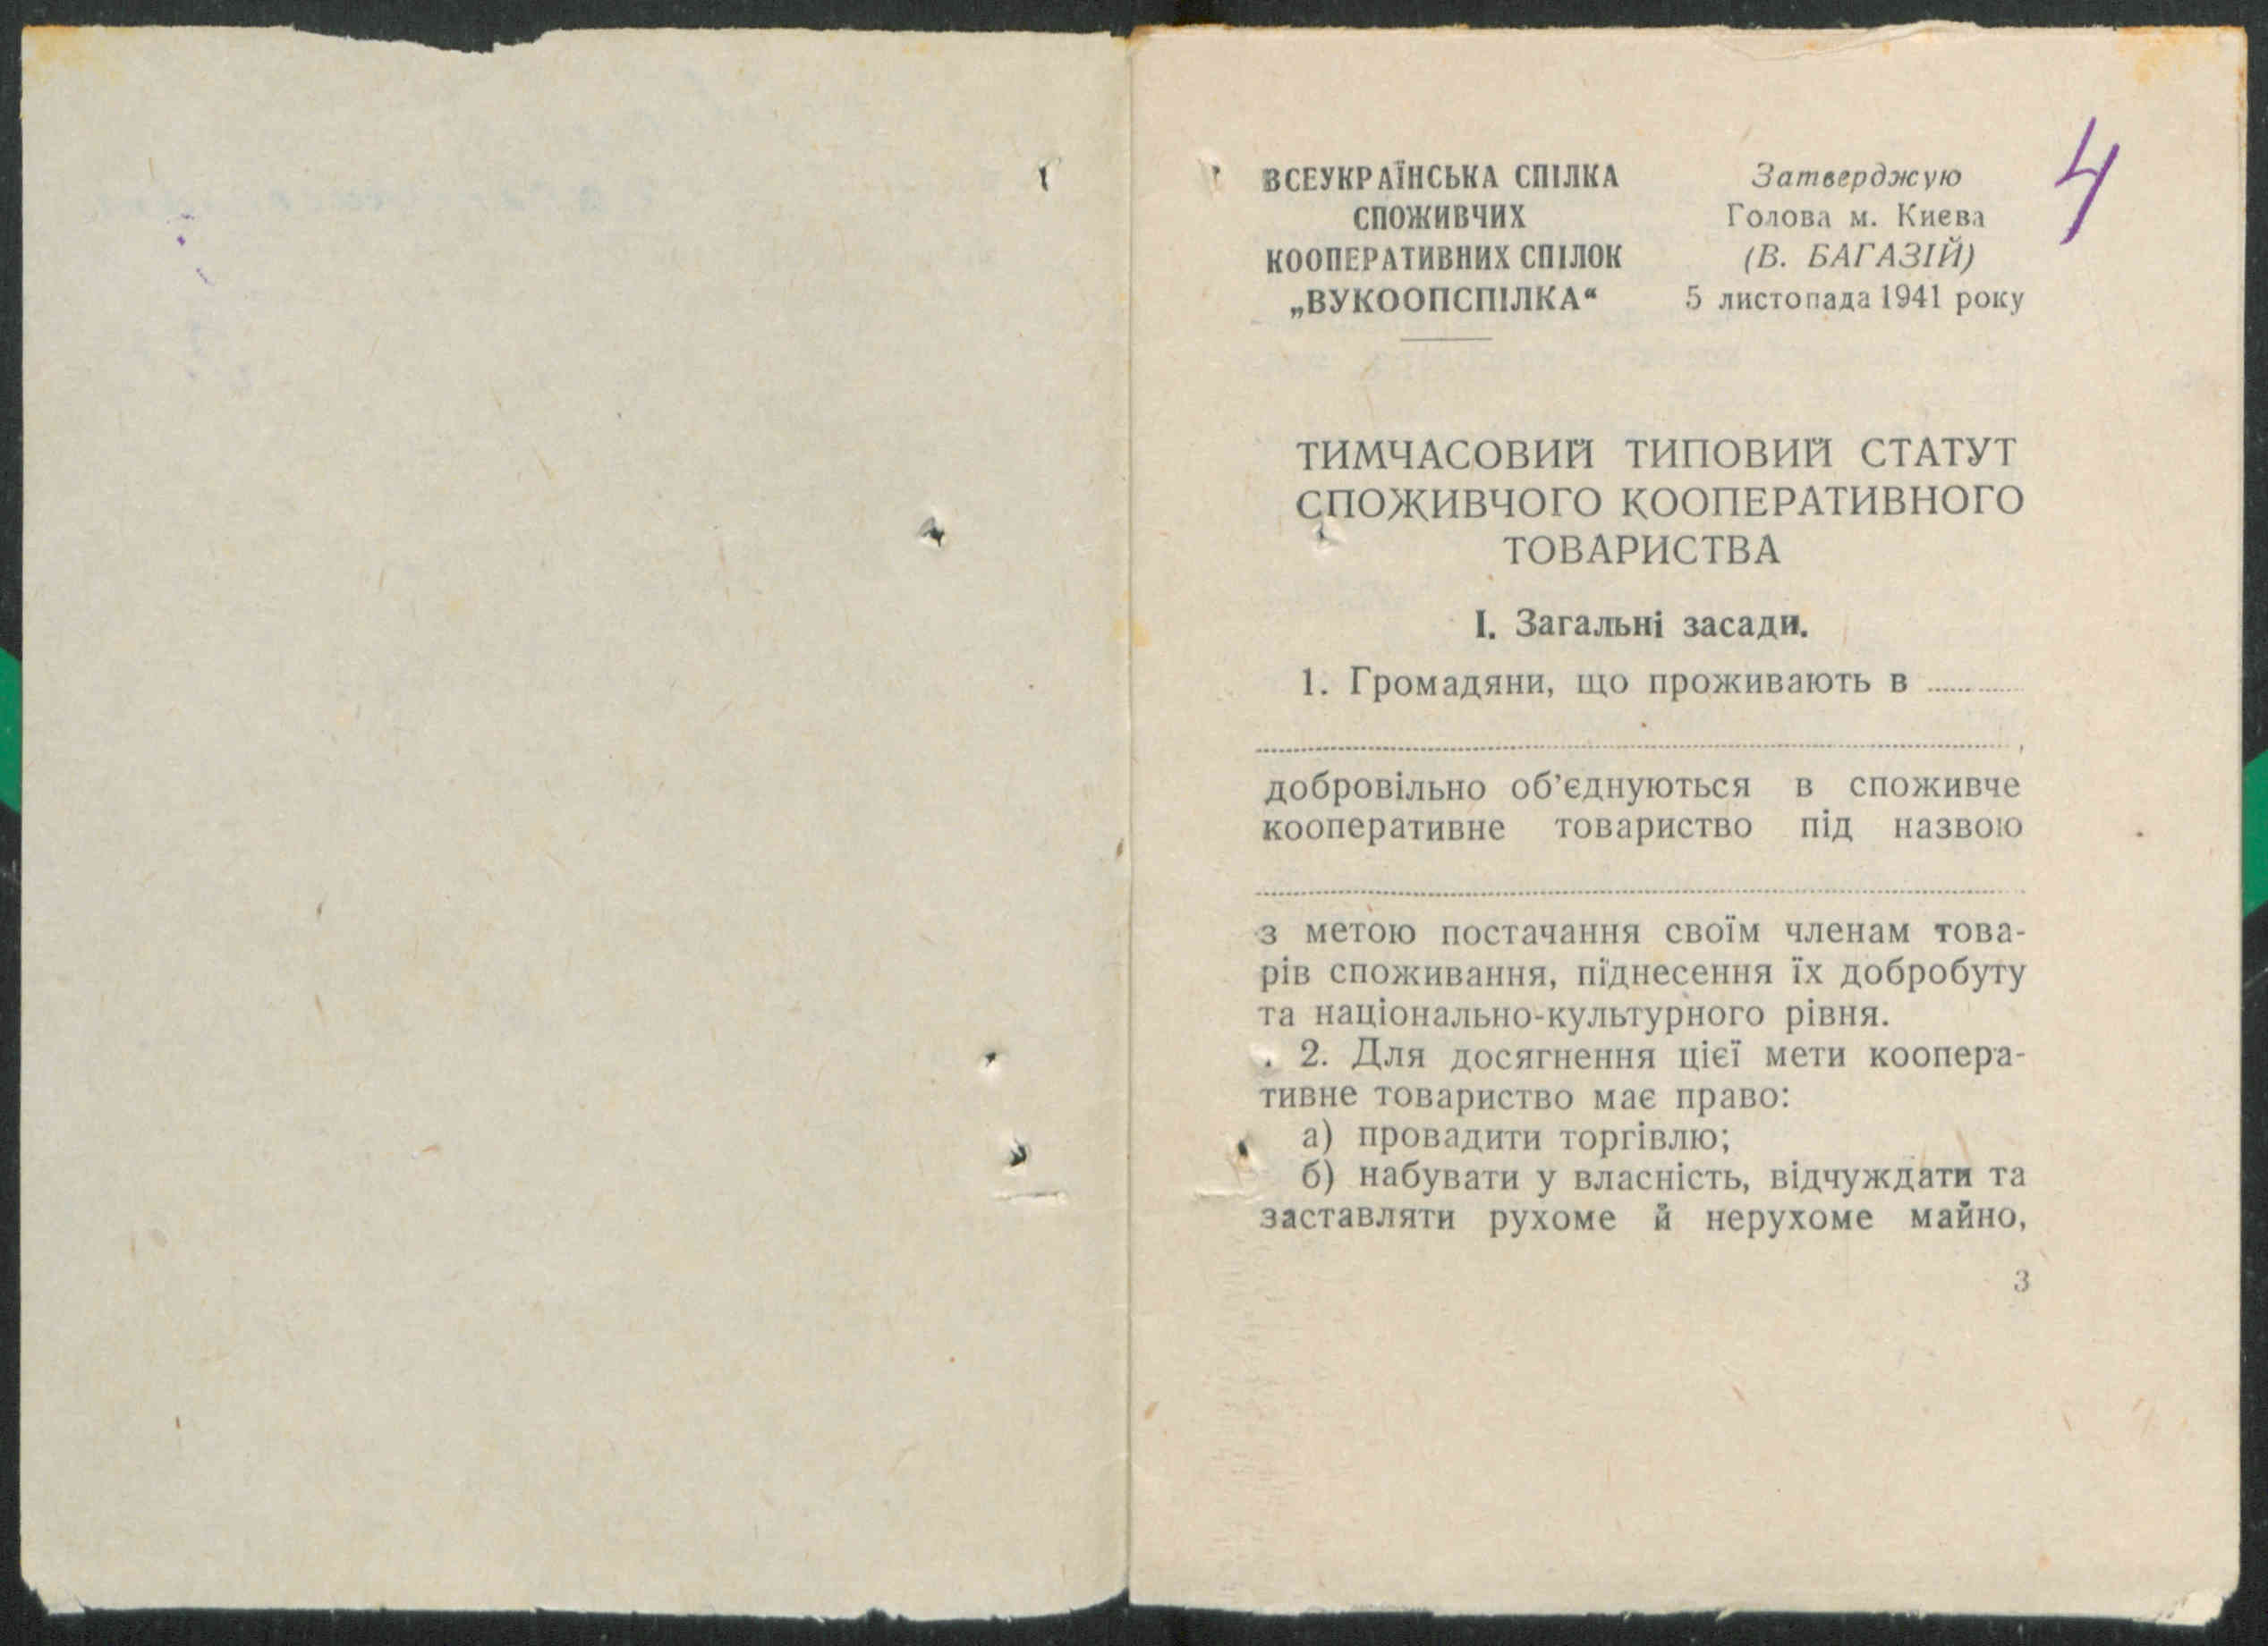 ВСЕУКРАЇНСЬКА СПІЛКА
СПОЖИВЧИХ
КООПЕРАТИВНИХ СПІЛОК
„ВУКООПСПІЛКА“
Затверджую
Голова м. Києва
(В. БАГАЗІЙ)
5 листопада 1941 року
4
ТИМЧАСОВИЙ ТИПОВИЙ СТАТУТ
СПОЖИВЧОГО КООПЕРАТИВНОГО
ТОВАРИСТВА
I. Загальні засади.
1. Громадяни, що проживають в ............
............................................................,
добровільно об’єднуються в споживче
кооперативне товариство під назвою
............................................................
з метою постачання своїм членам това-
рів споживання, піднесення їх добробуту
та національно-культурного рівня.
2. Для досягнення цієї мети коопера-
тивне товариство має право:
а) провадити торгівлю;
б) набувати у власність, відчуждати та
заставляти рухоме й нерухоме майно,
3